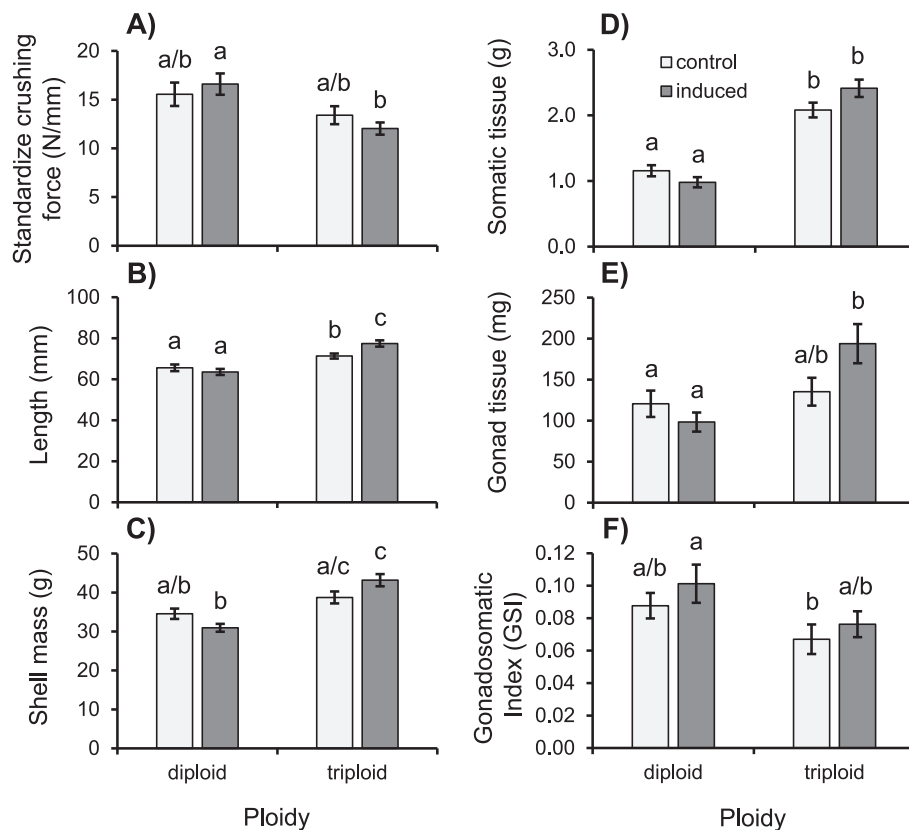 A)
Standardize crushing
force (N/mm)
20
15
10
5
0
a/b
a
a/b
b
B)
Length (mm)
100
80
60
40
20
0
a
a
b
c
C)
Shell mass (g)
50
40
30
20
10
0
a/b
b
a/c
c
diploid
triploid
Ploidy
D)
Somatic tissue (g)
3.0
2.0
1.0
0.0
control
induced
a
a
b
b
E)
Gonad tissue (mg)
250
200
150
100
50
0
a
a
a/b
b
F)
Gonadosomatic
Index (GSI)
0.12
0.10
0.08
0.06
0.04
0.02
0.00
a/b
a
b
a/b
diploid
triploid
Ploidy